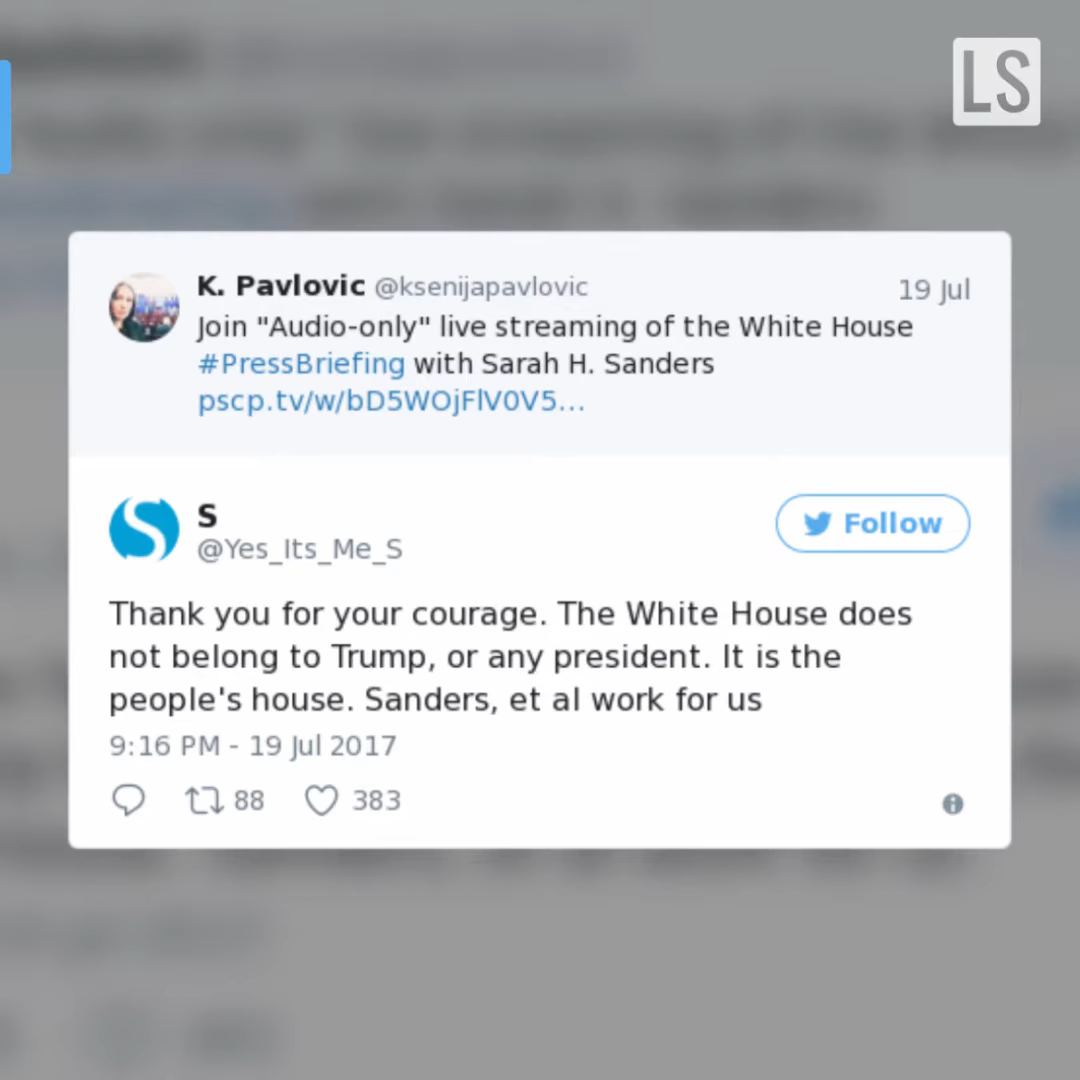 LS
K. Pavlovic @ksenijapavlovic 19 Jul
Join "Audio-only" live streaming of the White House
#PressBriefing with Sarah H. Sanders
pscp.tv/w/bD5WOjFlV0V5...
S
@Yes_Its_Me_S
Follow
Thank you for your courage. The White House does
not belong to Trump, or any president. It is the
people's house. Sanders, et al work for us
9:16 PM - 19 Jul 2017
88 383